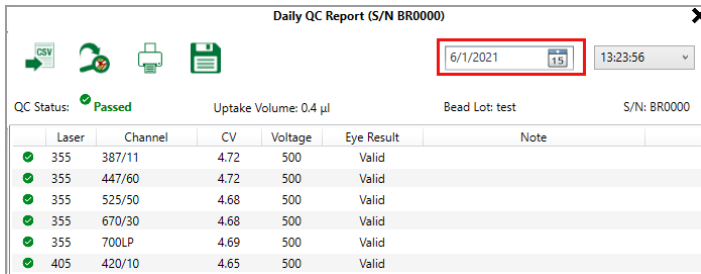 Daily QC Report (S/N BR0000)
CSV
6/1/2021 15 13:23:56
QC Status: Passed Uptake Volume: 0.4 µl Bead Lot: test S/N: BR0000
Laser Channel CV Voltage Eye Result Note
355 387/11 4.72 500 Valid
355 447/60 4.72 500 Valid
355 525/50 4.68 500 Valid
355 670/30 4.68 500 Valid
355 700LP 4.69 500 Valid
405 420/10 4.65 500 Valid